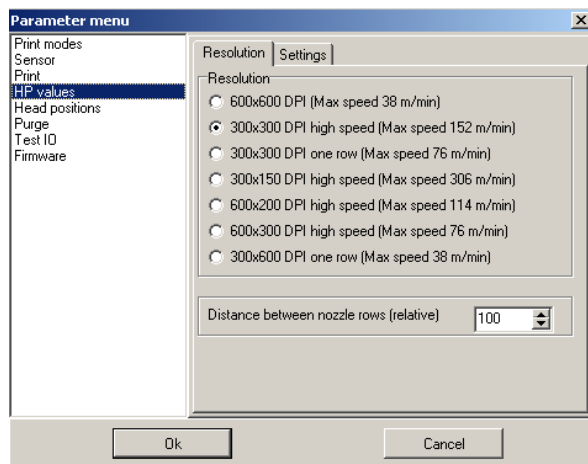 Parameter menu
Print modes
Sensor
Print
HP values
Head positions
Purge
Test IO
Firmware
Resolution
Settings
Resolution
600x600 DPI (Max speed 38 m/min)
300x300 DPI high speed (Max speed 152 m/min)
300x300 DPI one row (Max speed 76 m/min)
300x150 DPI high speed (Max speed 306 m/min)
600x200 DPI high speed (Max speed 114 m/min)
600x300 DPI high speed (Max speed 76 m/min)
300x600 DPI one row (Max speed 38 m/min)
Distance between nozzle rows (relative)
100
Ok
Cancel